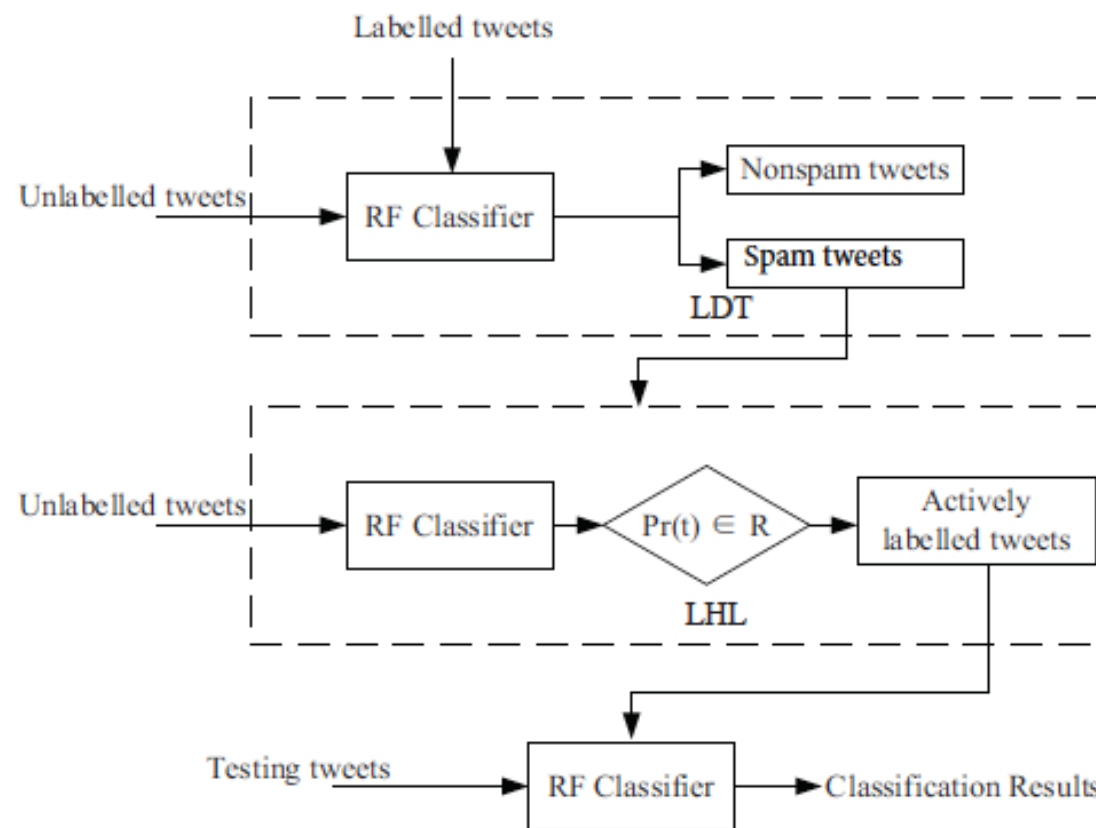 Labelled tweets
Unlabelled tweets
RF Classifier
Nonspam tweets
Spam tweets
LDT
Unlabelled tweets
RF Classifier
Pr(t) ∈ R
Actively
labelled tweets
LHL
Testing tweets
RF Classifier
Classification Results